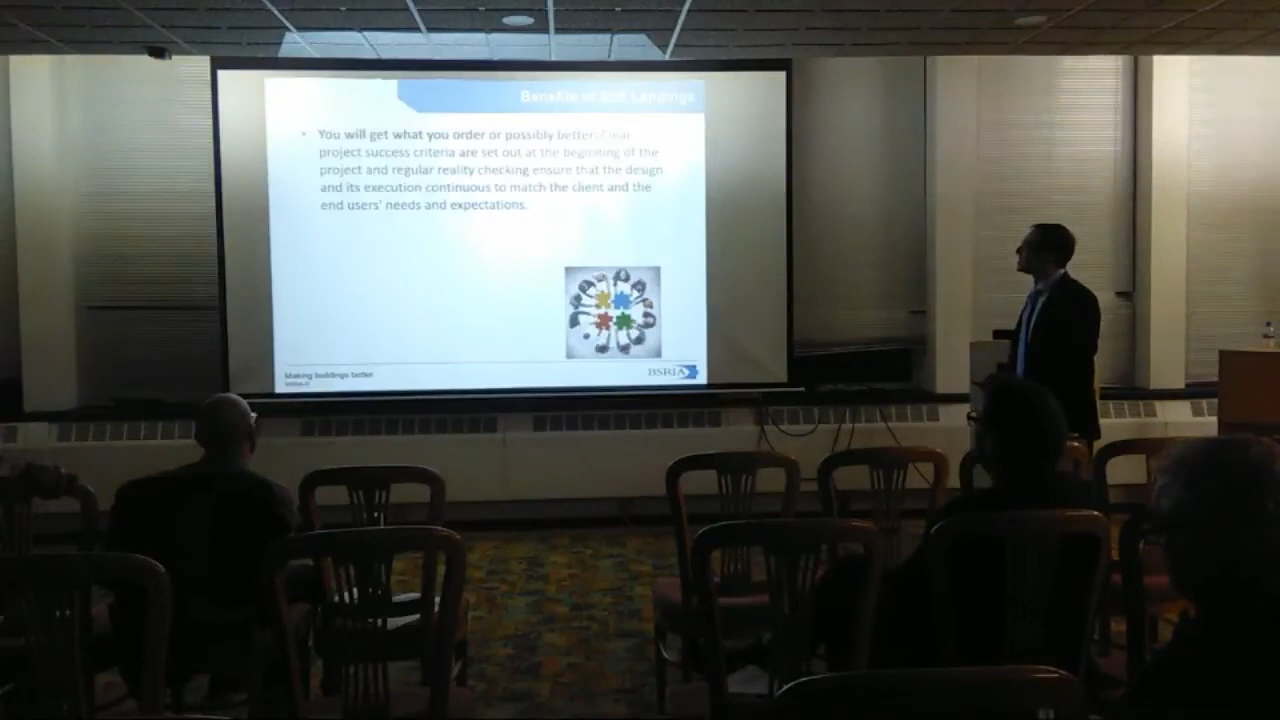 Benefits of Soft Landings
• You will get what you order or possibly better: Clear
project success criteria are set out at the beginning of the
project and regular reality checking ensure that the design
and its execution continuous to match the client and the
end users' needs and expectations.
Making buildings better
BSRIA